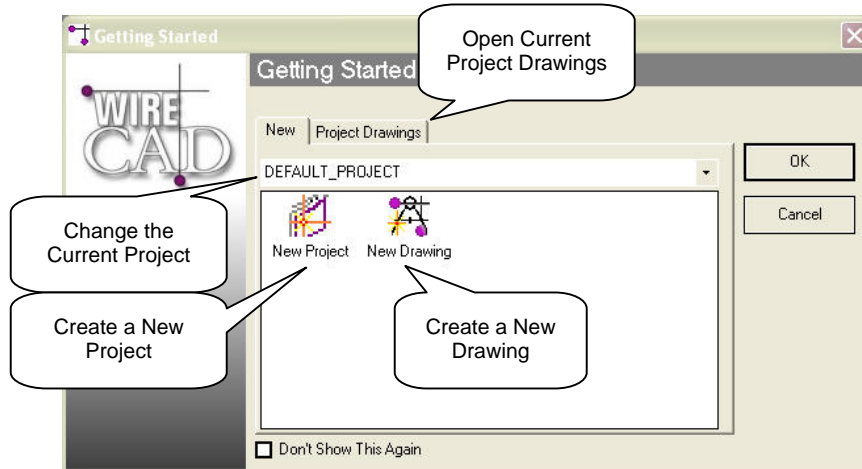 Getting Started
Open Current
Project Drawings
Getting Started
WIRE
CAD
New
Project Drawings
DEFAULT_PROJECT
OK
Cancel
Change the
Current Project
New Project
New Drawing
Create a New
Project
Create a New
Drawing
Don't Show This Again